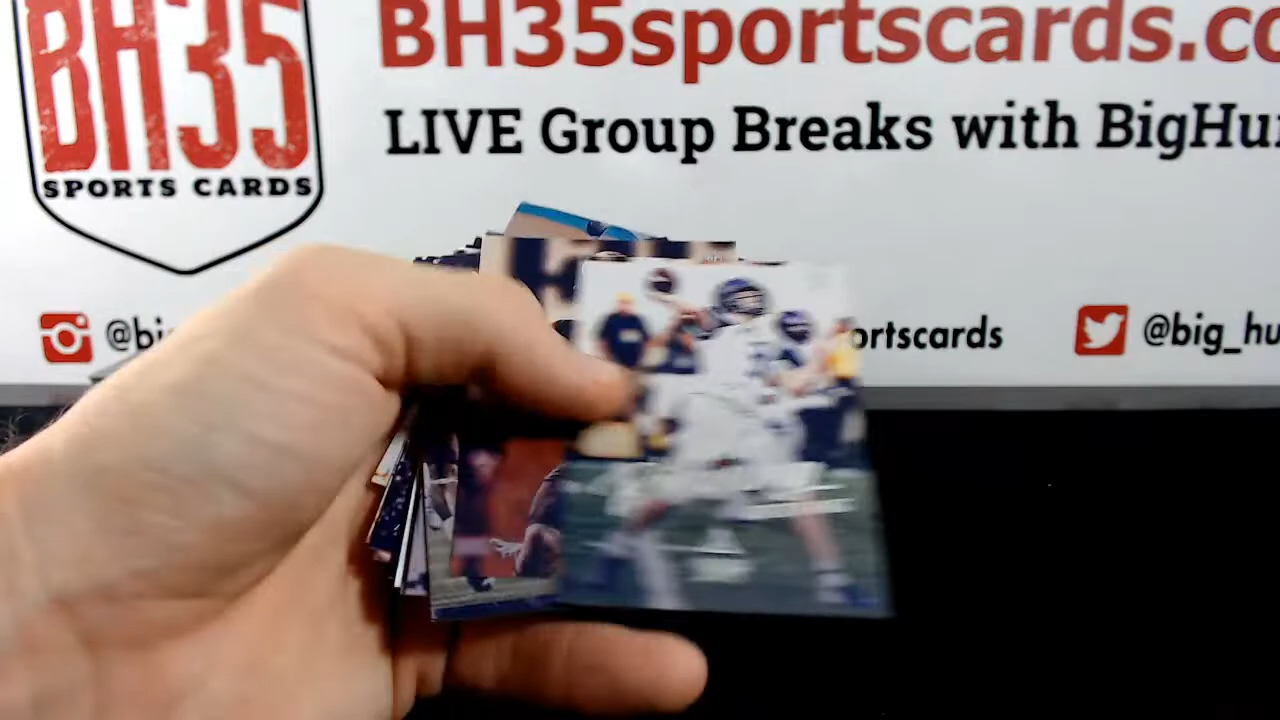 BH35
SPORTS CARDS
BH35sportscards.co
LIVE Group Breaks with BigHu
@bi
ortscards
@big_hu